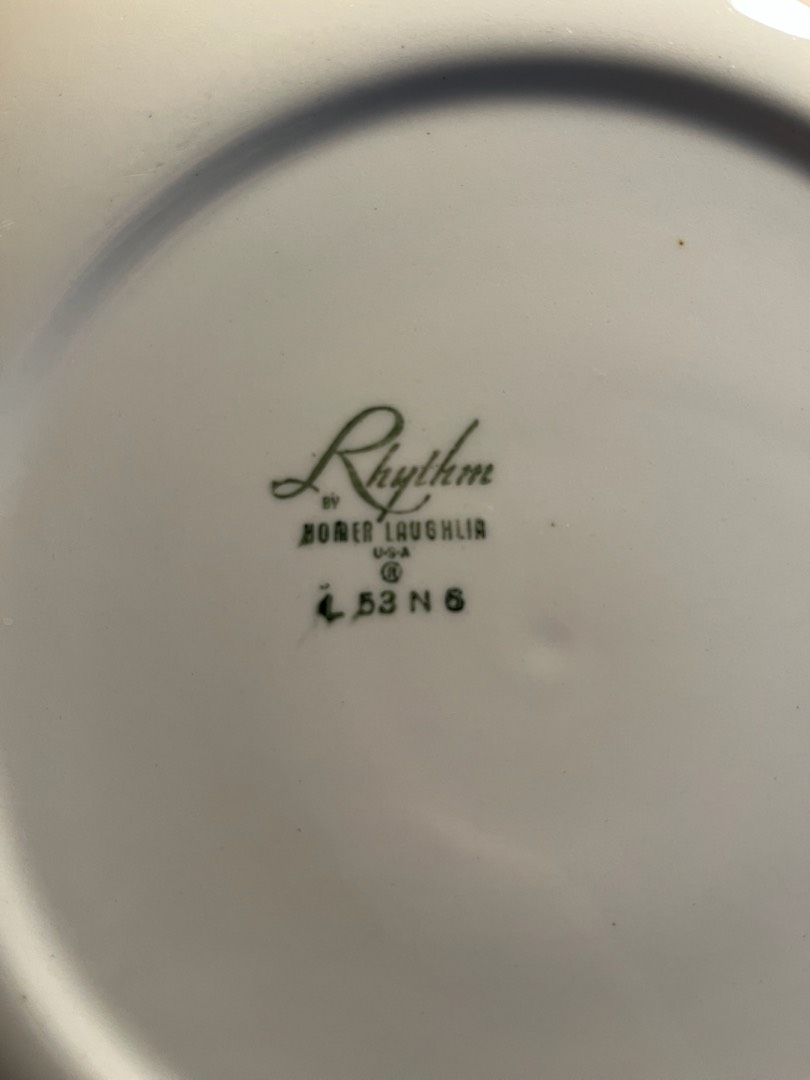 Rhythm
BY
HOMER LAUGHLIN
U·S·A
®
L 53 N 6